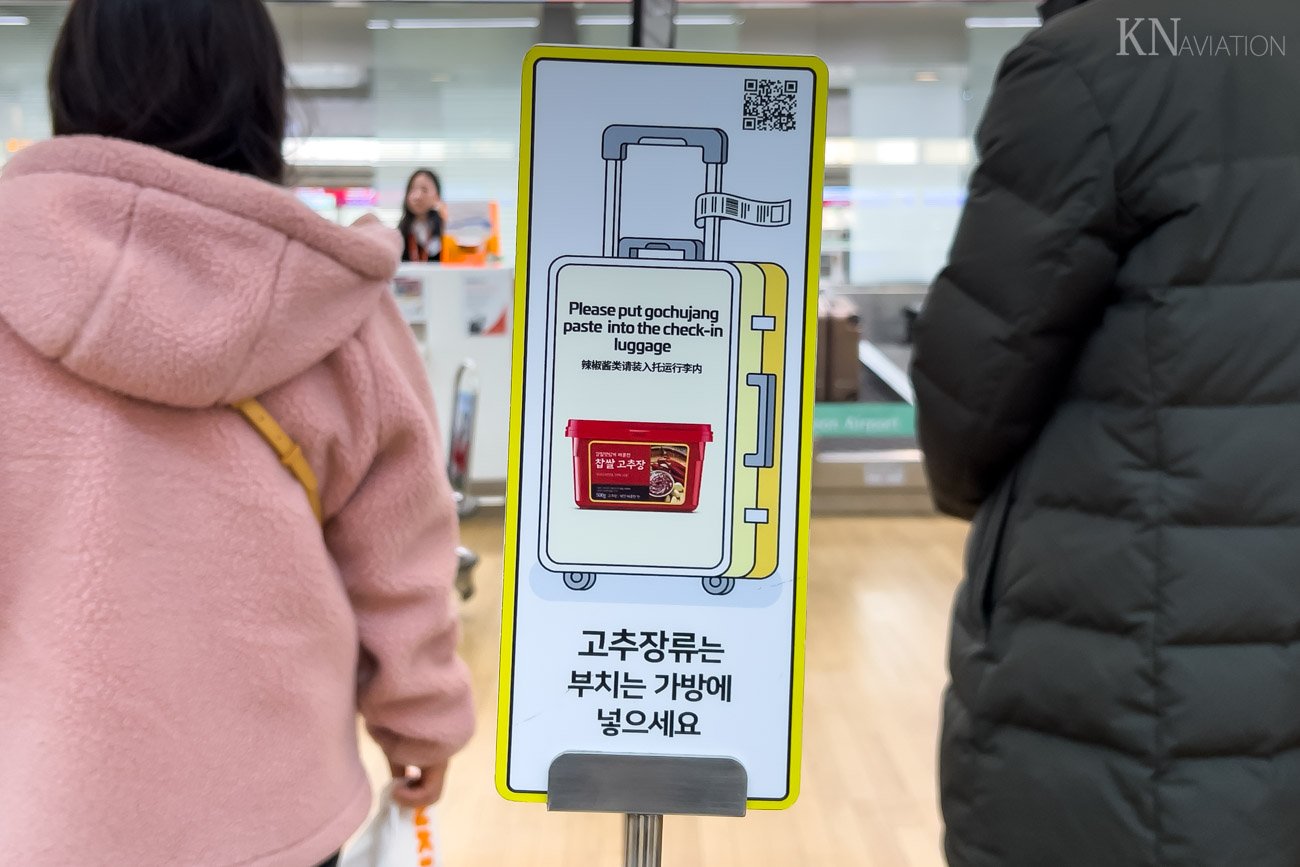 KN AVIATION
Please put gochujang
paste into the check-in
luggage
辣椒酱类请装入托运行李内
찹쌀 고추장
500g
고추장류는
부치는 가방에
넣으세요
Airport